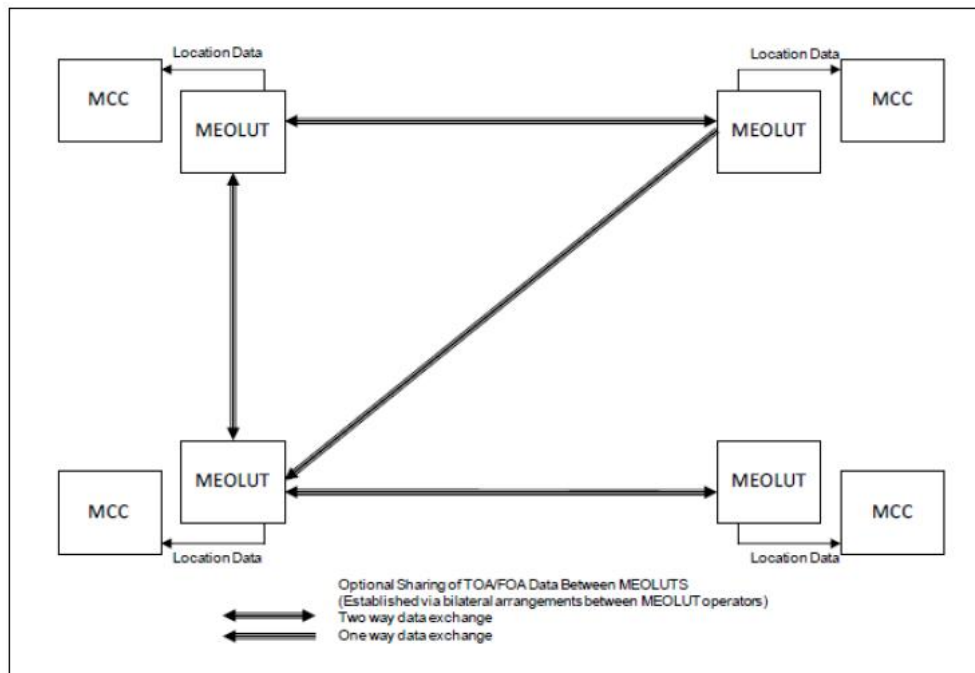 Location Data
Location Data
MCC
MEOLUT
MEOLUT
MCC
MEOLUT
MEOLUT
MCC
MCC
Location Data
Location Data
Optional Sharing of TOA/FOA Data Between MEOLUTS
(Established via bilateral arrangements between MEOLUT operators)
Two way data exchange
One way data exchange